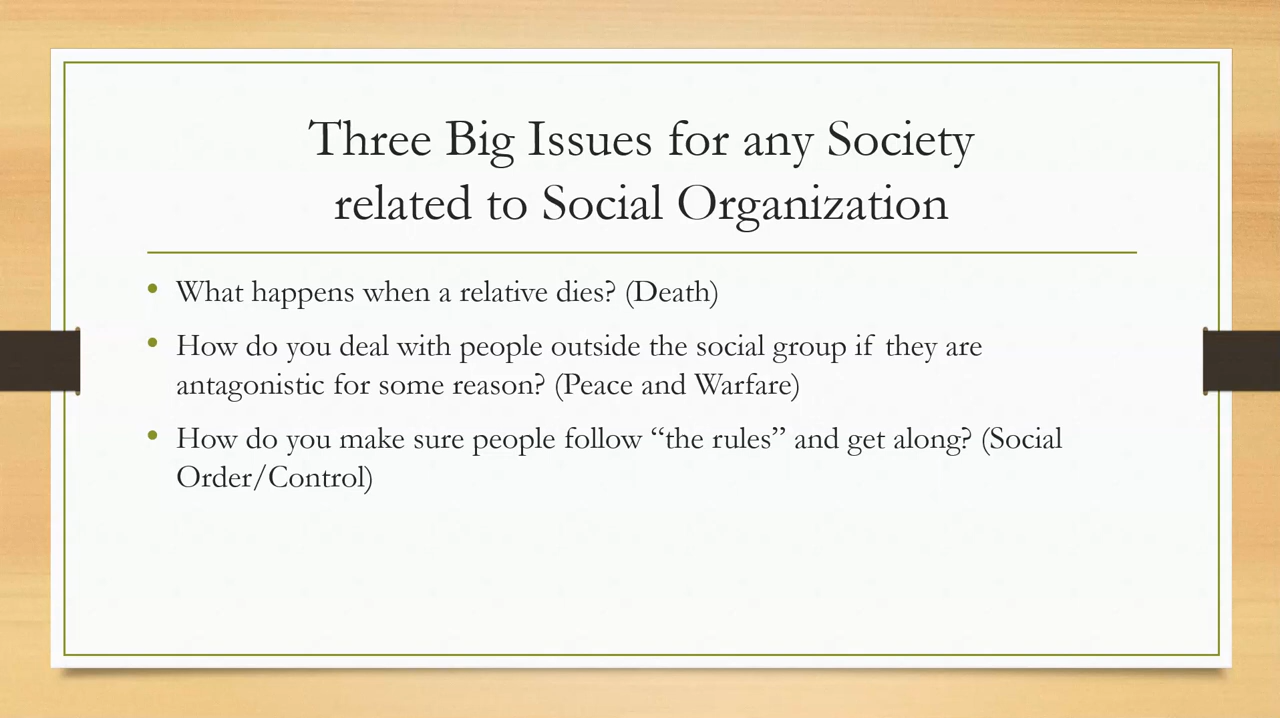 Three Big Issues for any Society
related to Social Organization
• What happens when a relative dies? (Death)
• How do you deal with people outside the social group if they are
antagonistic for some reason? (Peace and Warfare)
• How do you make sure people follow “the rules” and get along? (Social
Order/Control)